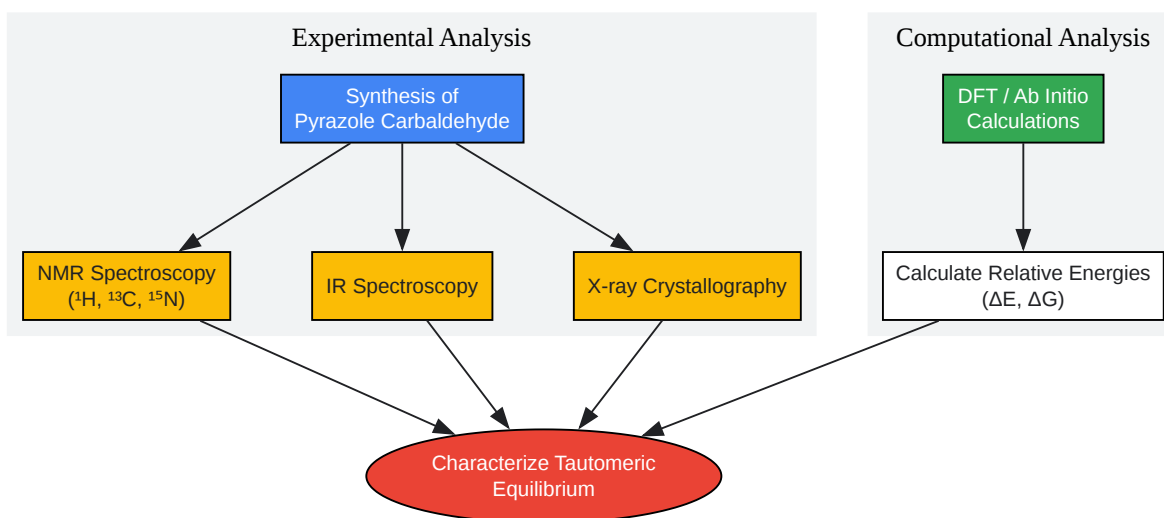 Experimental Analysis
Computational Analysis
Synthesis of
Pyrazole Carbaldehyde
DFT / Ab Initio
Calculations
NMR Spectroscopy
(¹H, ¹³C, ¹⁵N)
IR Spectroscopy
X-ray Crystallography
Calculate Relative Energies
(ΔE, ΔG)
Characterize Tautomeric
Equilibrium